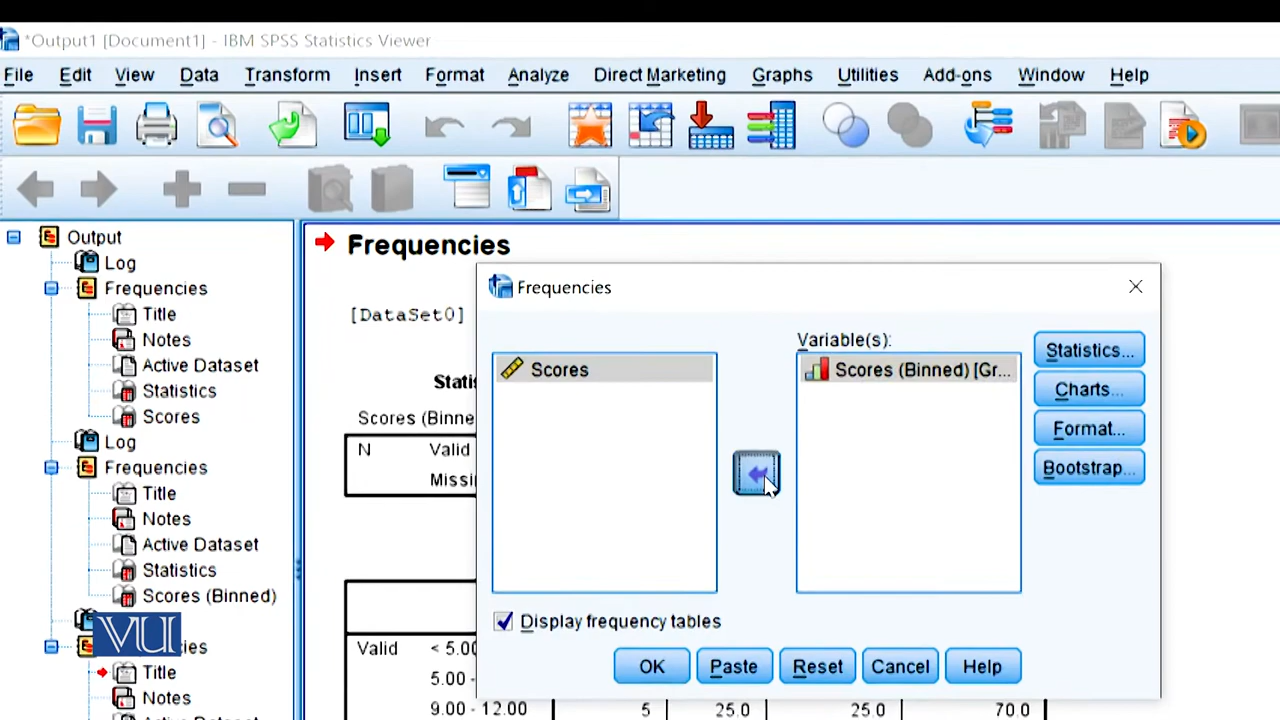 *Output1 [Document1] - IBM SPSS Statistics Viewer
File Edit View Data Transform Insert Format Analyze Direct Marketing Graphs Utilities Add-ons Window Help
Output
Log
Frequencies
Title
Notes
Active Dataset
Statistics
Scores
Log
Frequencies
Title
Notes
Active Dataset
Statistics
Scores (Binned)
VU
Title
Notes
Frequencies
[DataSet0]
Scores (Binne
N Valid
Valid < 5.00
5.00 -
9.00 - 12.00 5 25.0 25.0 70.0
Frequencies
Scores
Variable(s):
Scores (Binned) [Gr...
Statistics...
Charts...
Format...
Bootstrap...
Display frequency tables
OK Paste Reset Cancel Help